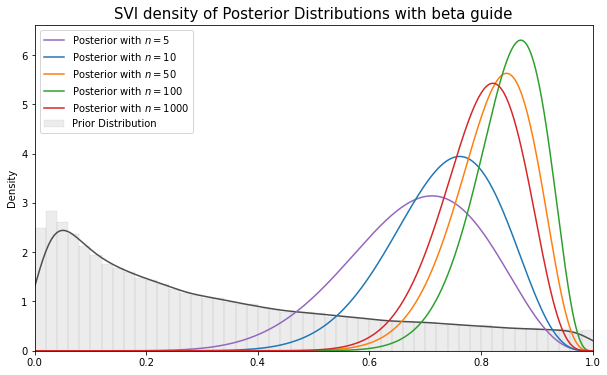 SVI density of Posterior Distributions with beta guide
Posterior with n = 5
Posterior with n = 10
Posterior with n = 50
Posterior with n = 100
Posterior with n = 1000
Prior Distribution
Density
6
5
4
3
2
1
0
0.0 0.2 0.4 0.6 0.8 1.0